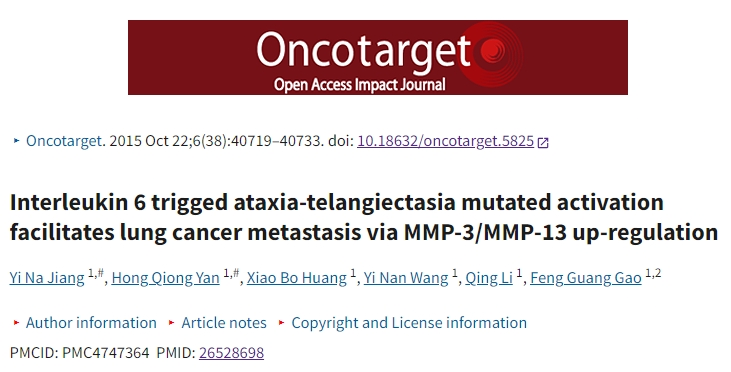 Oncotarget
Open Access Impact Journal
▸ Oncotarget. 2015 Oct 22;6(38):40719–40733. doi: 10.18632/oncotarget.5825
Interleukin 6 trigged ataxia-telangiectasia mutated activation
facilitates lung cancer metastasis via MMP-3/MMP-13 up-regulation
Yi Na Jiang 1,#, Hong Qiong Yan 1,#, Xiao Bo Huang 1, Yi Nan Wang 1, Qing Li 1, Feng Guang Gao 1,2
▸ Author information ▸ Article notes ▸ Copyright and License information
PMCID: PMC4747364 PMID: 26528698